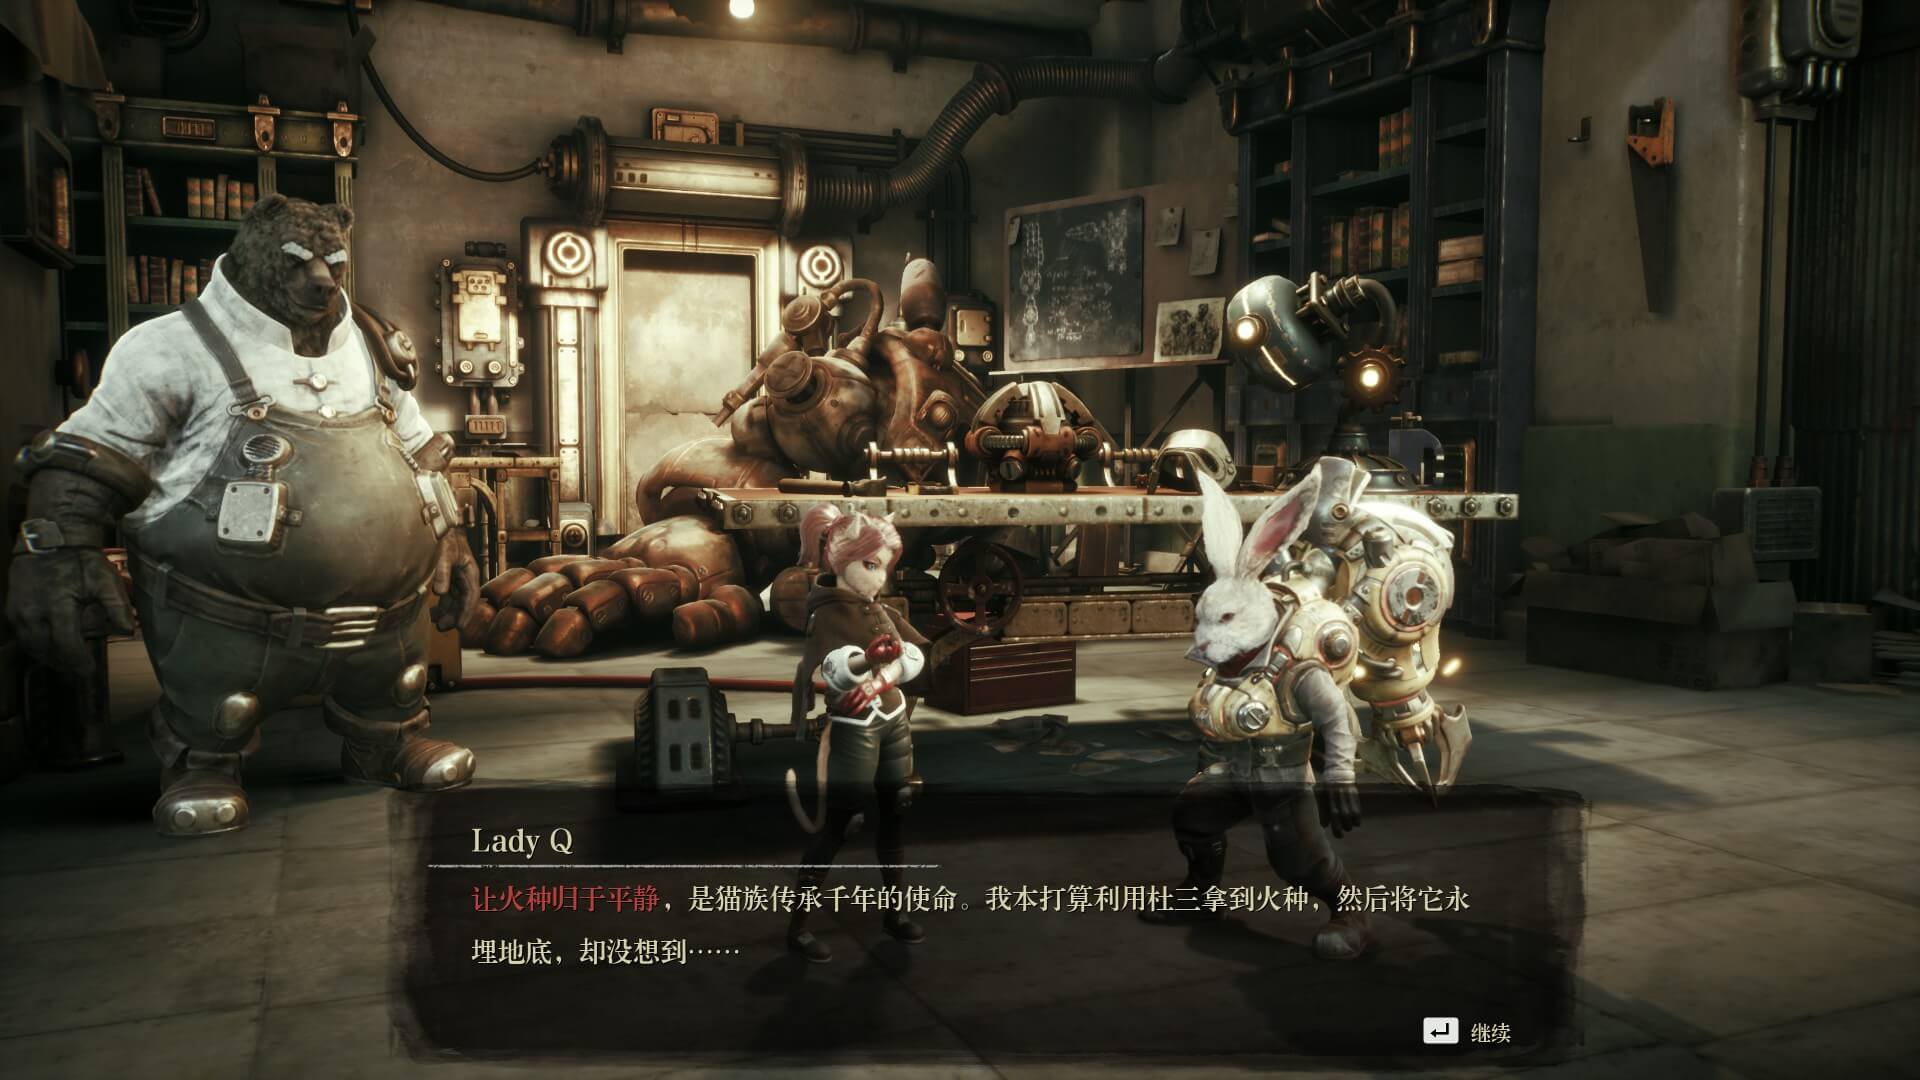 Lady Q
让火种归于平静，是猫族传承千年的使命。我本打算利用杜三拿到火种，然后将它永
埋地底，却没想到……
继续